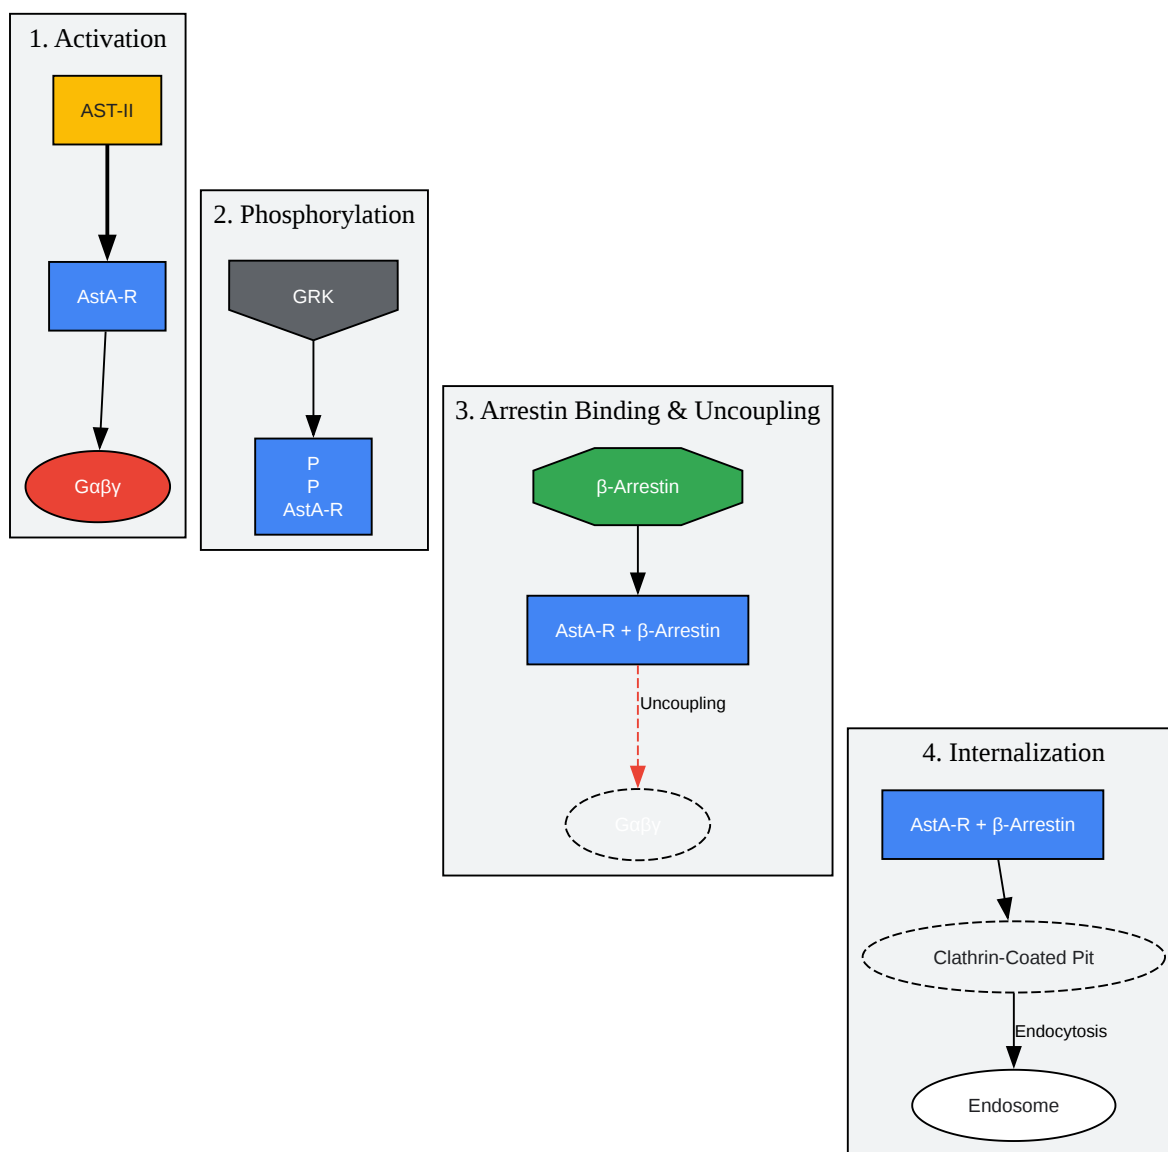 1. Activation
AST-II
AstA-R
Gαβγ
2. Phosphorylation
GRK
P
P
AstA-R
3. Arrestin Binding & Uncoupling
β-Arrestin
AstA-R + β-Arrestin
Uncoupling
Gαβγ
4. Internalization
AstA-R + β-Arrestin
Clathrin-Coated Pit
Endocytosis
Endosome